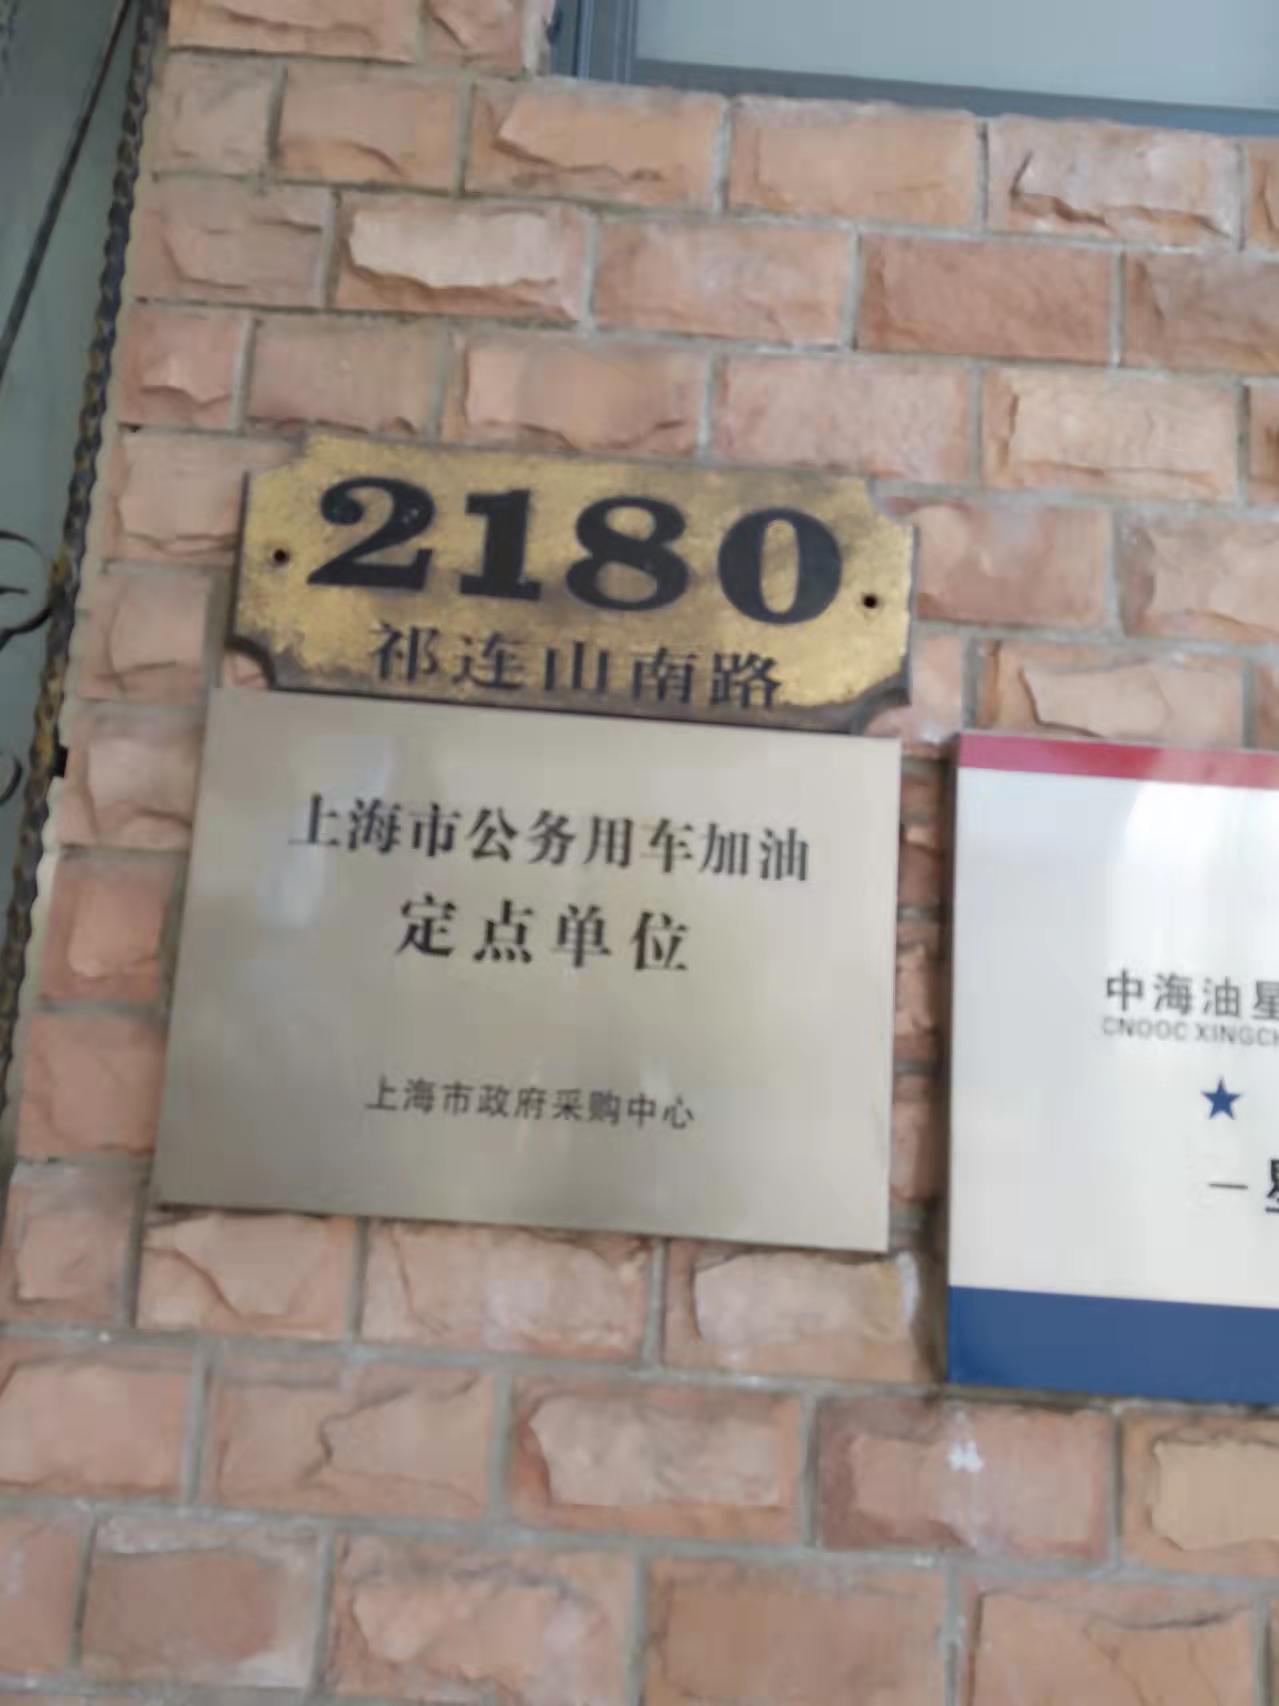 2180
祁连山南路
上海市公务用车加油
定点单位
上海市政府采购中心
中海油星
CNOOC XINGCH
一